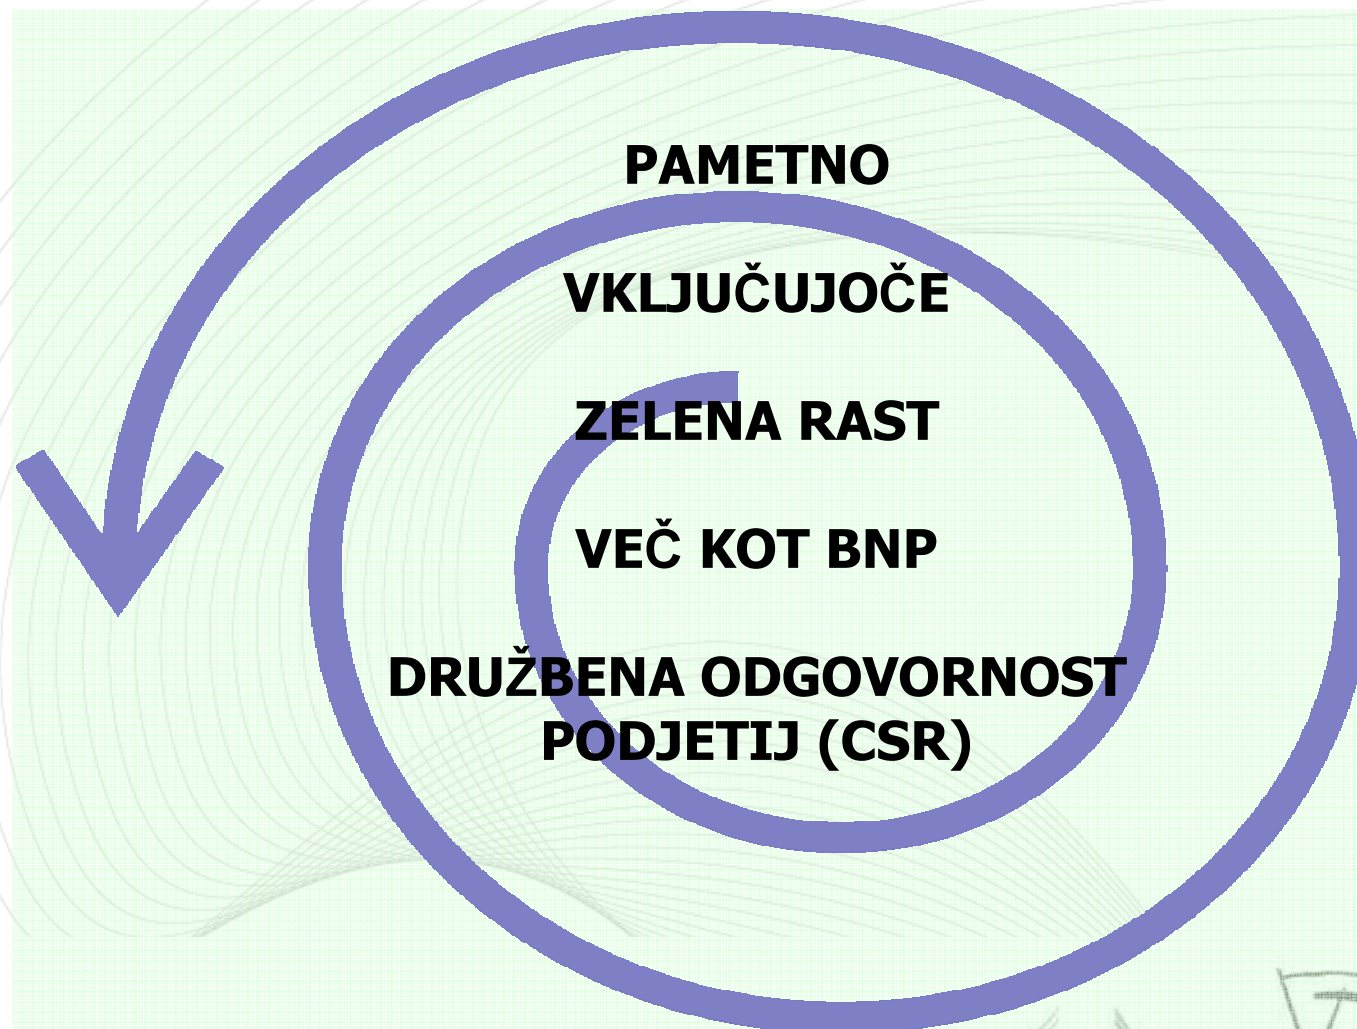 PAMETNO
VKLJUČUJOČE
ZELENA RAST
VEČ KOT BNP
DRUŽBENA ODGOVORNOST
PODJETIJ (CSR)